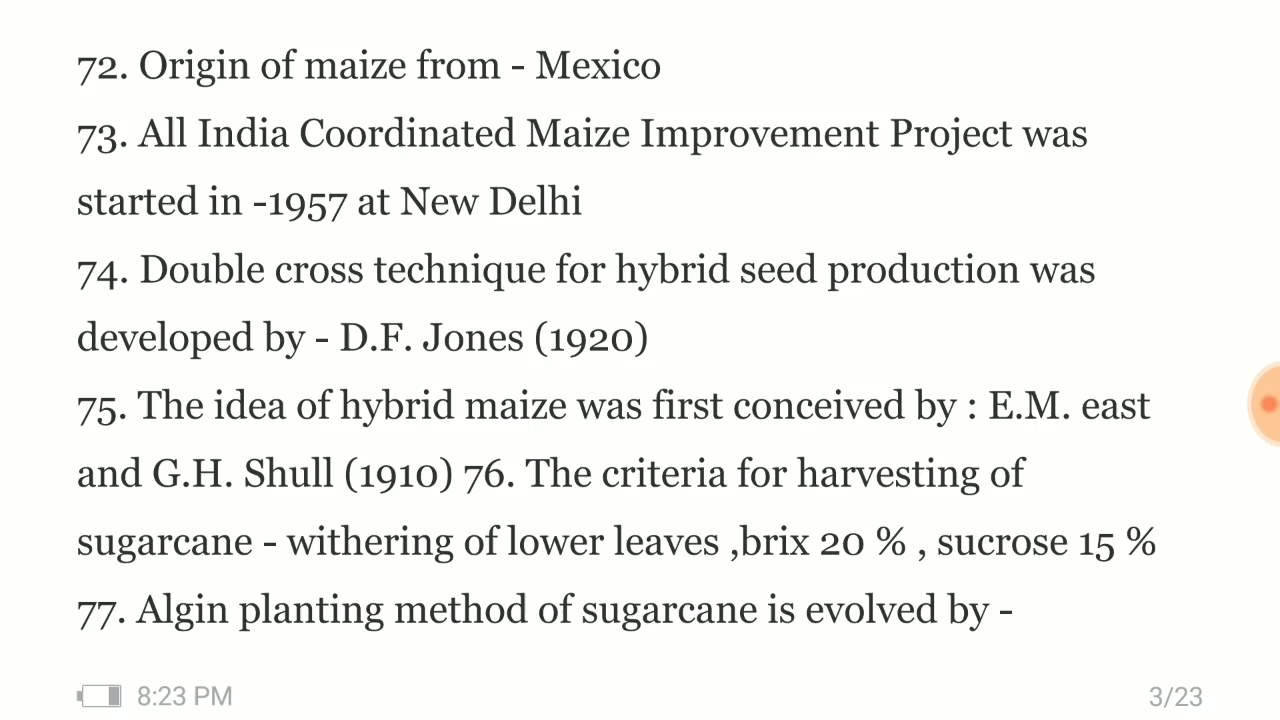 72. Origin of maize from - Mexico
73. All India Coordinated Maize Improvement Project was
started in -1957 at New Delhi
74. Double cross technique for hybrid seed production was
developed by - D.F. Jones (1920)
75. The idea of hybrid maize was first conceived by : E.M. east
and G.H. Shull (1910) 76. The criteria for harvesting of
sugarcane - withering of lower leaves ,brix 20 % , sucrose 15 %
77. Algin planting method of sugarcane is evolved by -
8:23 PM 3/23